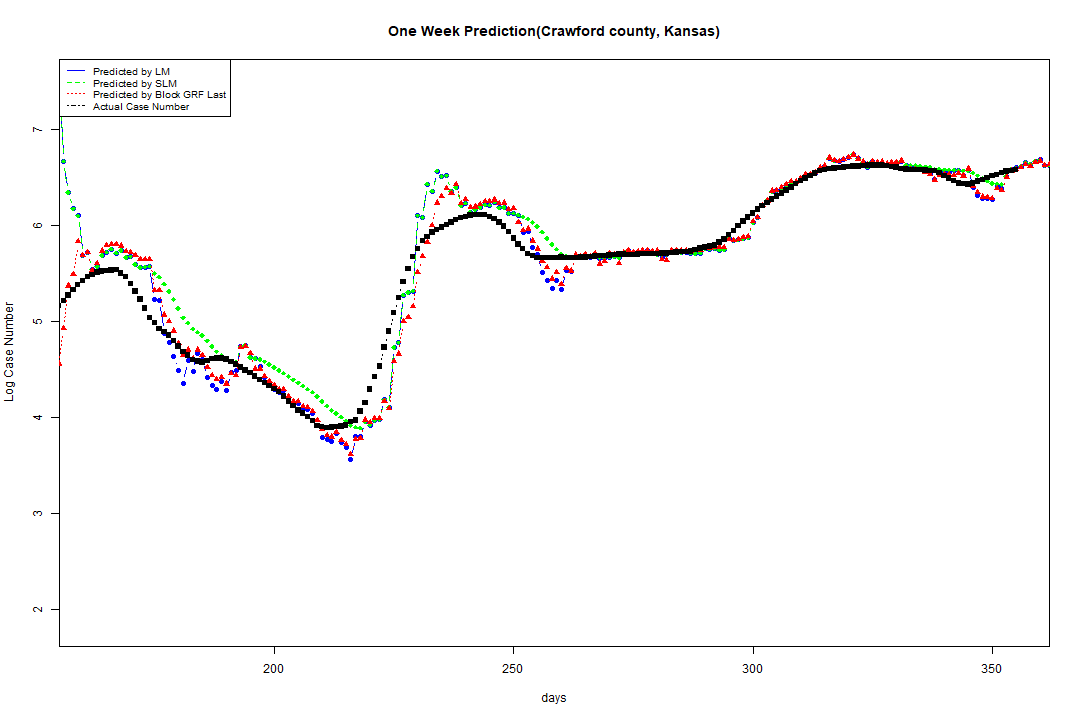 One Week Prediction(Crawford county, Kansas)
Predicted by LM
Predicted by SLM
Predicted by Block GRF Last
Actual Case Number
7
6
5
4
3
2
Log Case Number
200
250
300
350
days